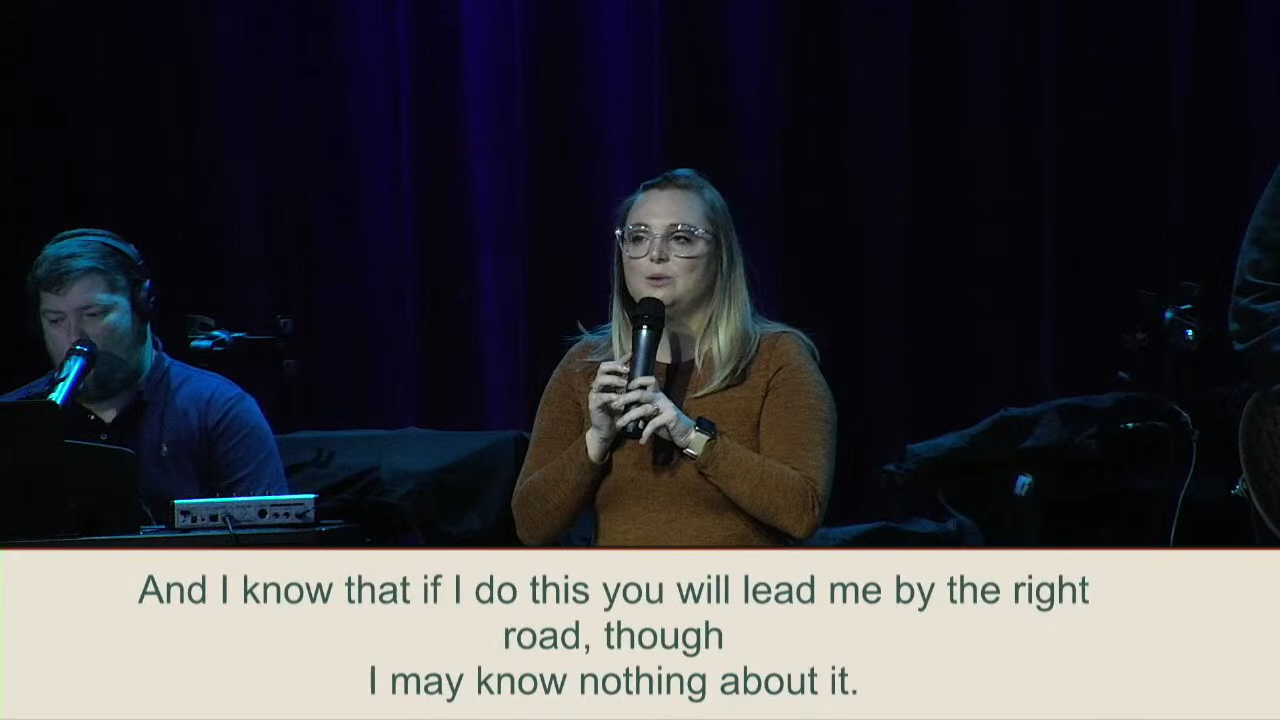 And I know that if I do this you will lead me by the right
road, though
I may know nothing about it.